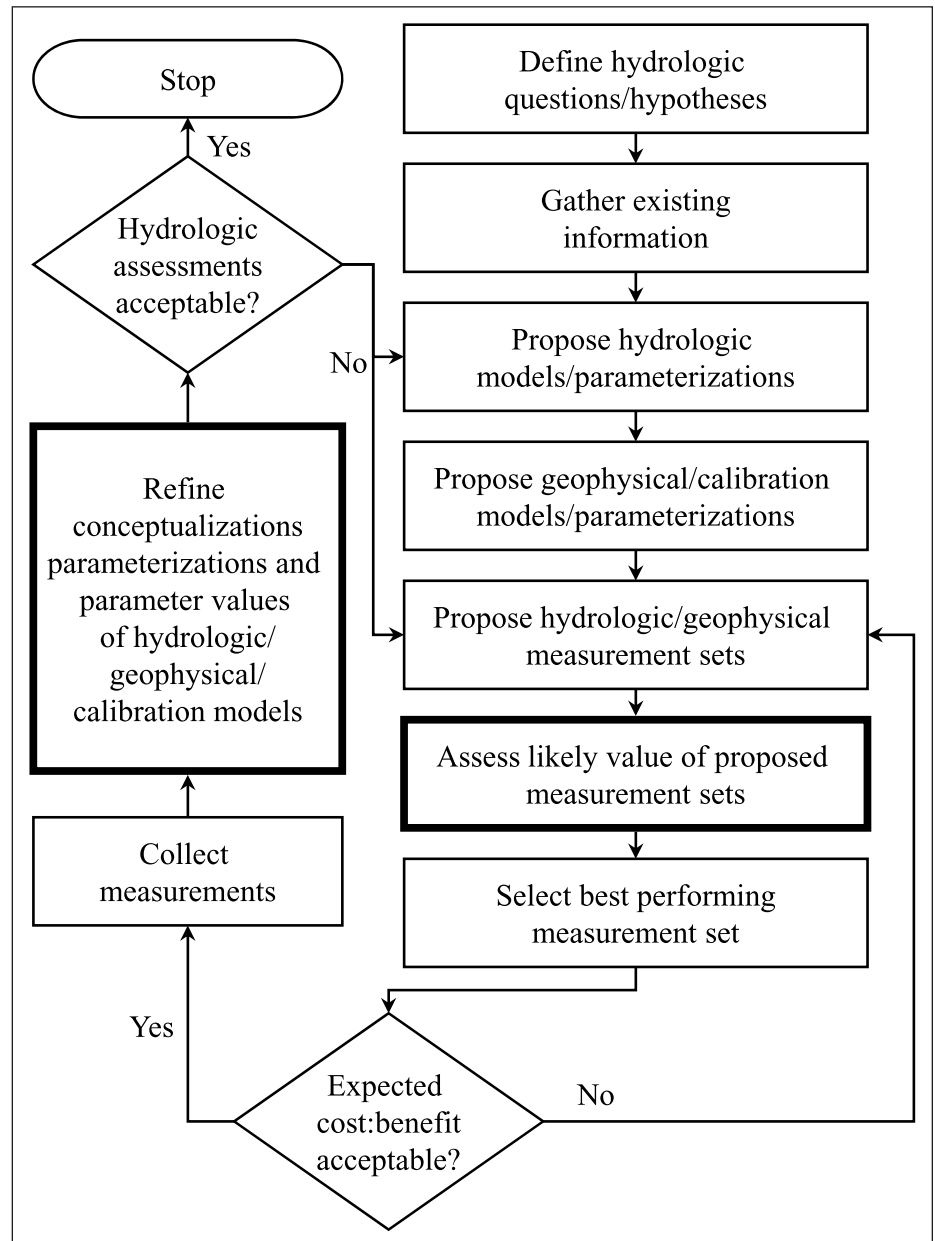 Stop
Yes
Hydrologic
assessments
acceptable?
No
Refine
conceptualizations
parameterizations and
parameter values
of hydrologic/
geophysical/
calibration models
Collect
measurements
Yes
Define hydrologic
questions/hypotheses
Gather existing
information
Propose hydrologic
models/parameterizations
Propose geophysical/calibration
models/parameterizations
Propose hydrologic/geophysical
measurement sets
Assess likely value of proposed
measurement sets
Select best performing
measurement set
Expected
cost:benefit
acceptable?
No